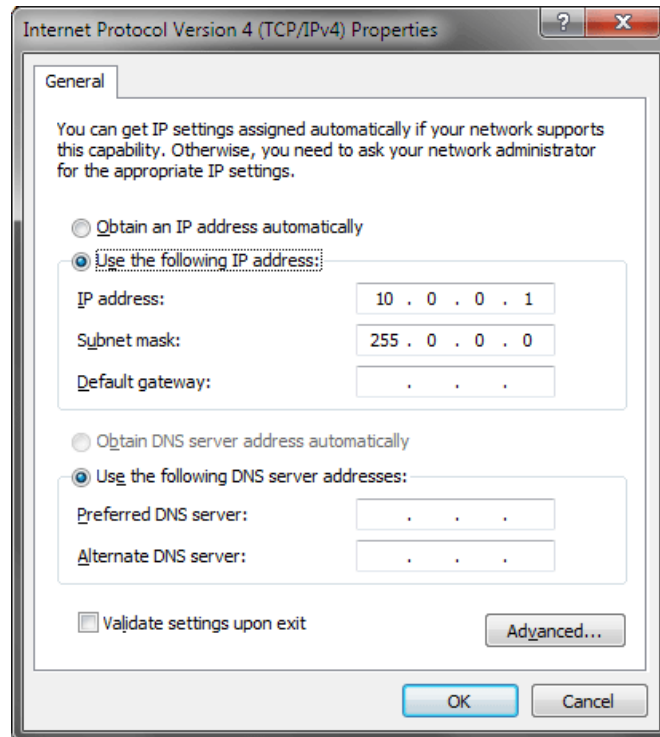 Internet Protocol Version 4 (TCP/IPv4) Properties
?
X
General
You can get IP settings assigned automatically if your network supports
this capability. Otherwise, you need to ask your network administrator
for the appropriate IP settings.
Obtain an IP address automatically
Use the following IP address:
IP address: 10 . 0 . 0 . 1
Subnet mask: 255 . 0 . 0 . 0
Default gateway: . . .
Obtain DNS server address automatically
Use the following DNS server addresses:
Preferred DNS server: . . .
Alternate DNS server: . . .
Validate settings upon exit
Advanced...
OK Cancel